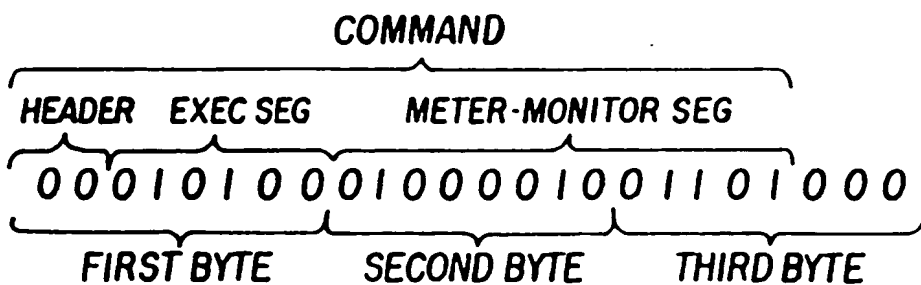 COMMAND
HEADER EXEC SEG METER-MONITOR SEG
0 0 0 1 0 1 0 0 0 1 0 0 0 0 1 0 0 1 1 0 1 0 0 0
FIRST BYTE SECOND BYTE THIRD BYTE